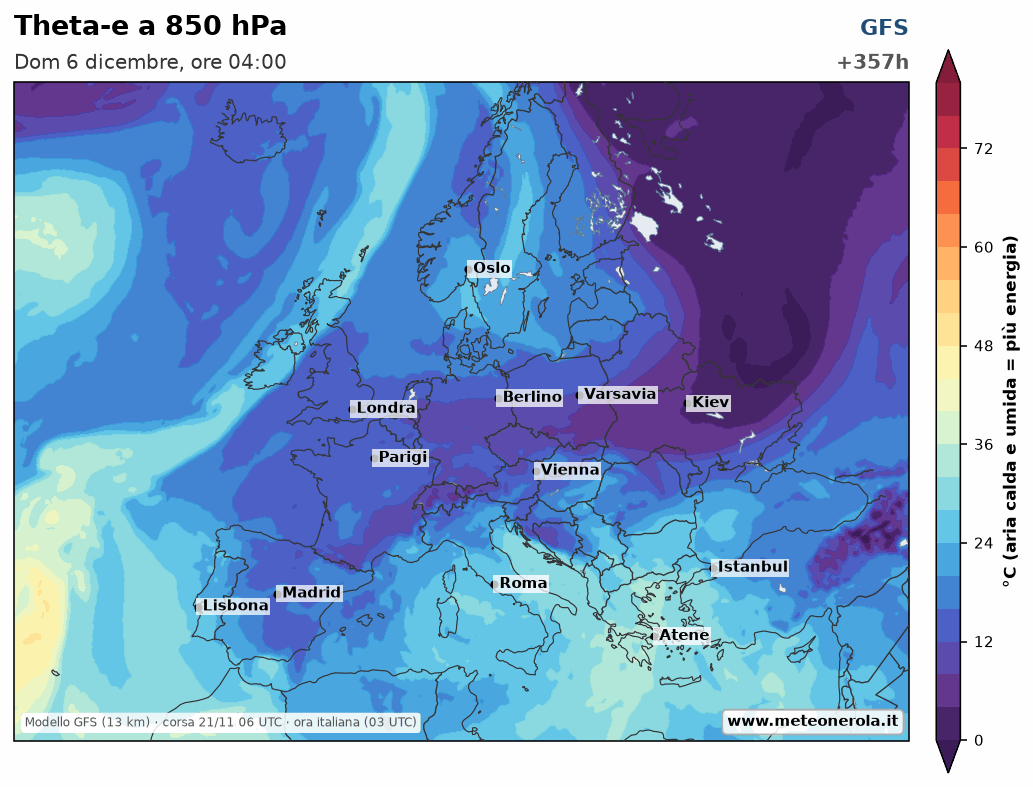 Theta-e a 850 hPa
GFS
Dom 6 dicembre, ore 04:00
+357h
Oslo
Berlino
Varsavia
Londra
Kiev
Parigi
Vienna
Istanbul
Roma
Madrid
Lisbona
Atene
Modello GFS (13 km) · corsa 21/11 06 UTC · ora italiana (03 UTC)
www.meteonerola.it
72
60
48
36
24
12
0
°C (aria calda e umida = più energia)